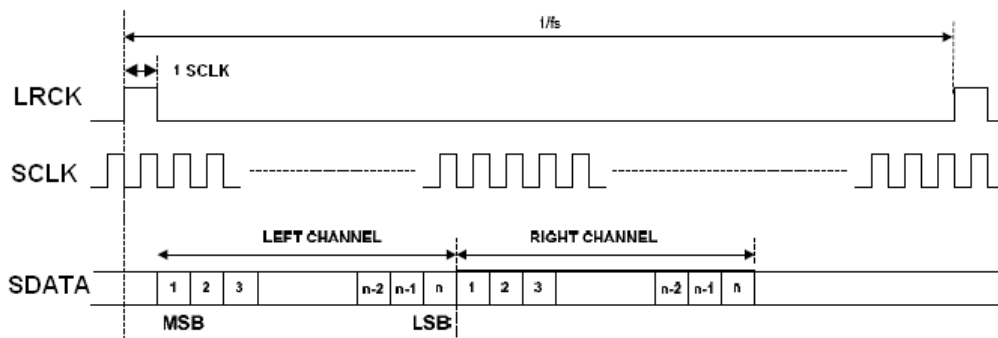 1/fs
1 SCLK
LRCK
SCLK
LEFT CHANNEL RIGHT CHANNEL
SDATA 1 2 3 n-2 n-1 n 1 2 3 n-2 n-1 n
MSB LSB